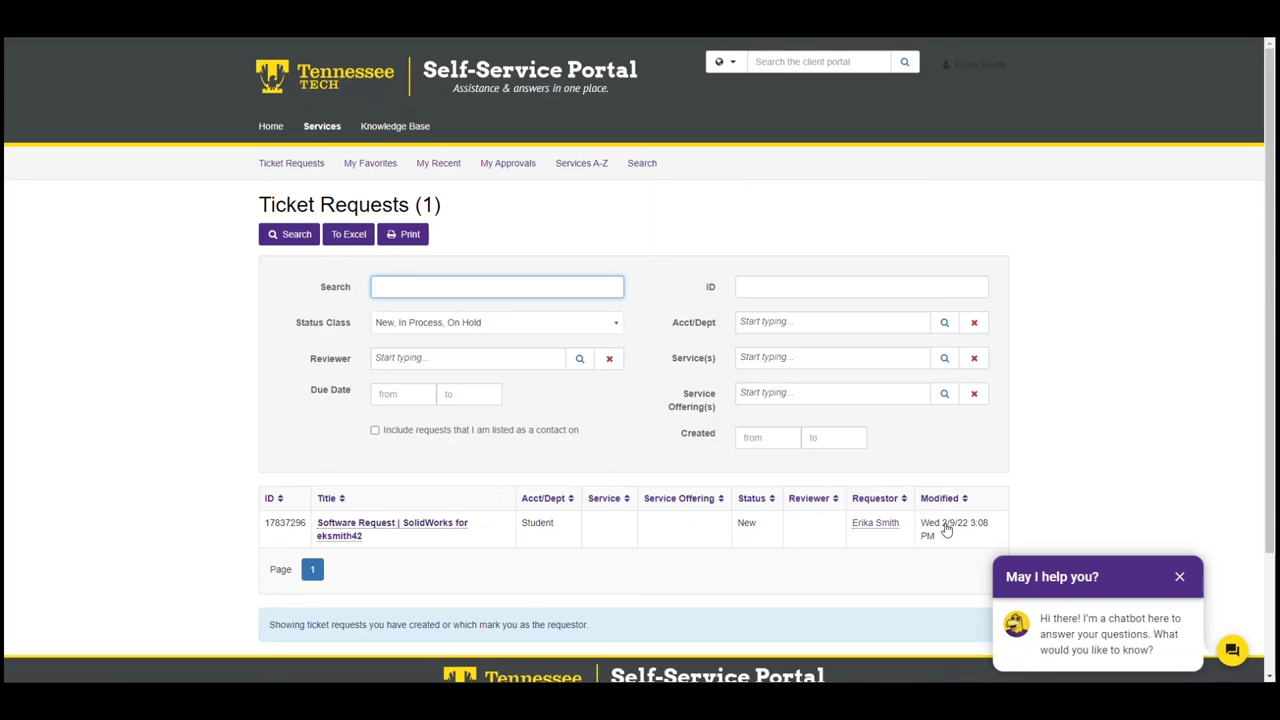 Tennessee TECH
Self-Service Portal
Assistance & answers in one place.
Search the client portal
Erika Smith
Home Services Knowledge Base
Ticket Requests My Favorites My Recent My Approvals Services A-Z Search
Ticket Requests (1)
Search To Excel Print
Search
ID
Status Class New, In Process, On Hold
Acct/Dept Start typing...
Reviewer Start typing...
Service(s) Start typing...
Due Date from to
Service Offering(s) Start typing...
Include requests that I am listed as a contact on
Created from to
ID Title Acct/Dept Service Service Offering Status Reviewer Requestor Modified
17837296 Software Request | SolidWorks for eksmith42 Student New Erika Smith Wed 2/9/22 3:08 PM
Page 1
Showing ticket requests you have created or which mark you as the requestor.
May I help you?
Hi there! I'm a chatbot here to
answer your questions. What
would you like to know?
Tennessee
Self-Service Portal